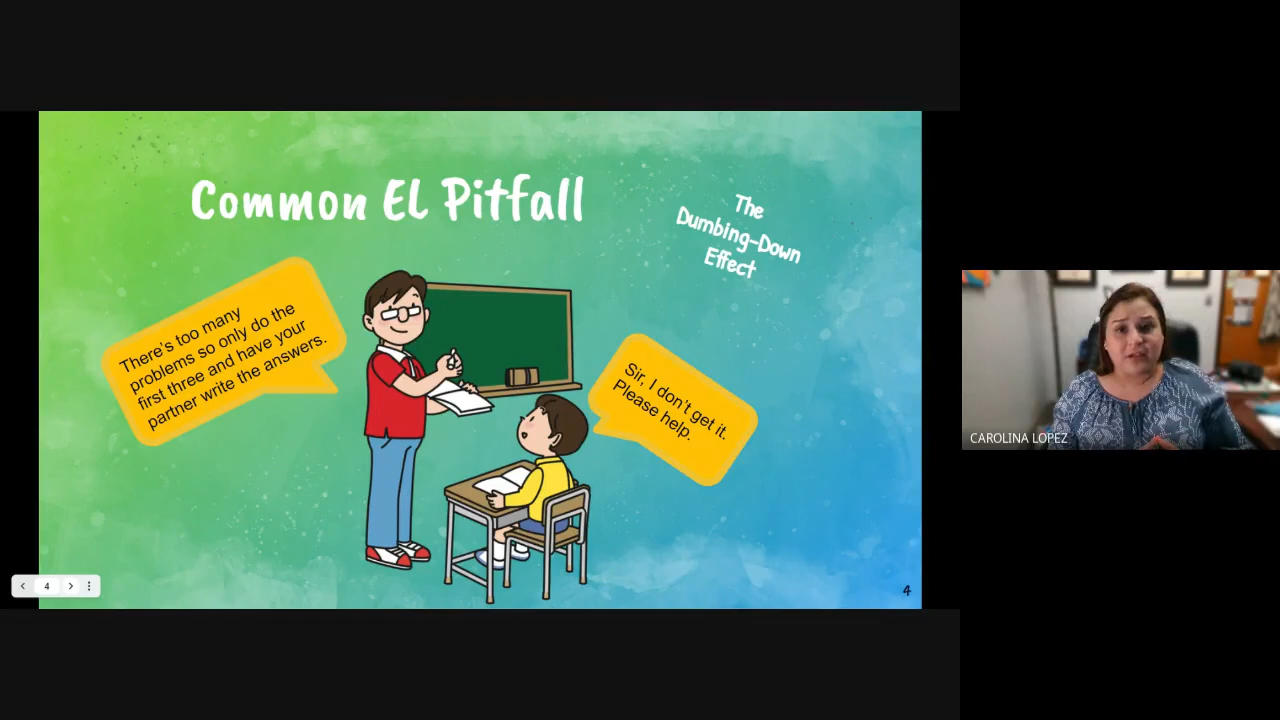 Common EL Pitfall
The
Dumbing-Down
Effect
There's too many
problems so only do the
first three and have your
partner write the answers.
Sir, I don't get it.
Please help.
4
4
CAROLINA LOPEZ